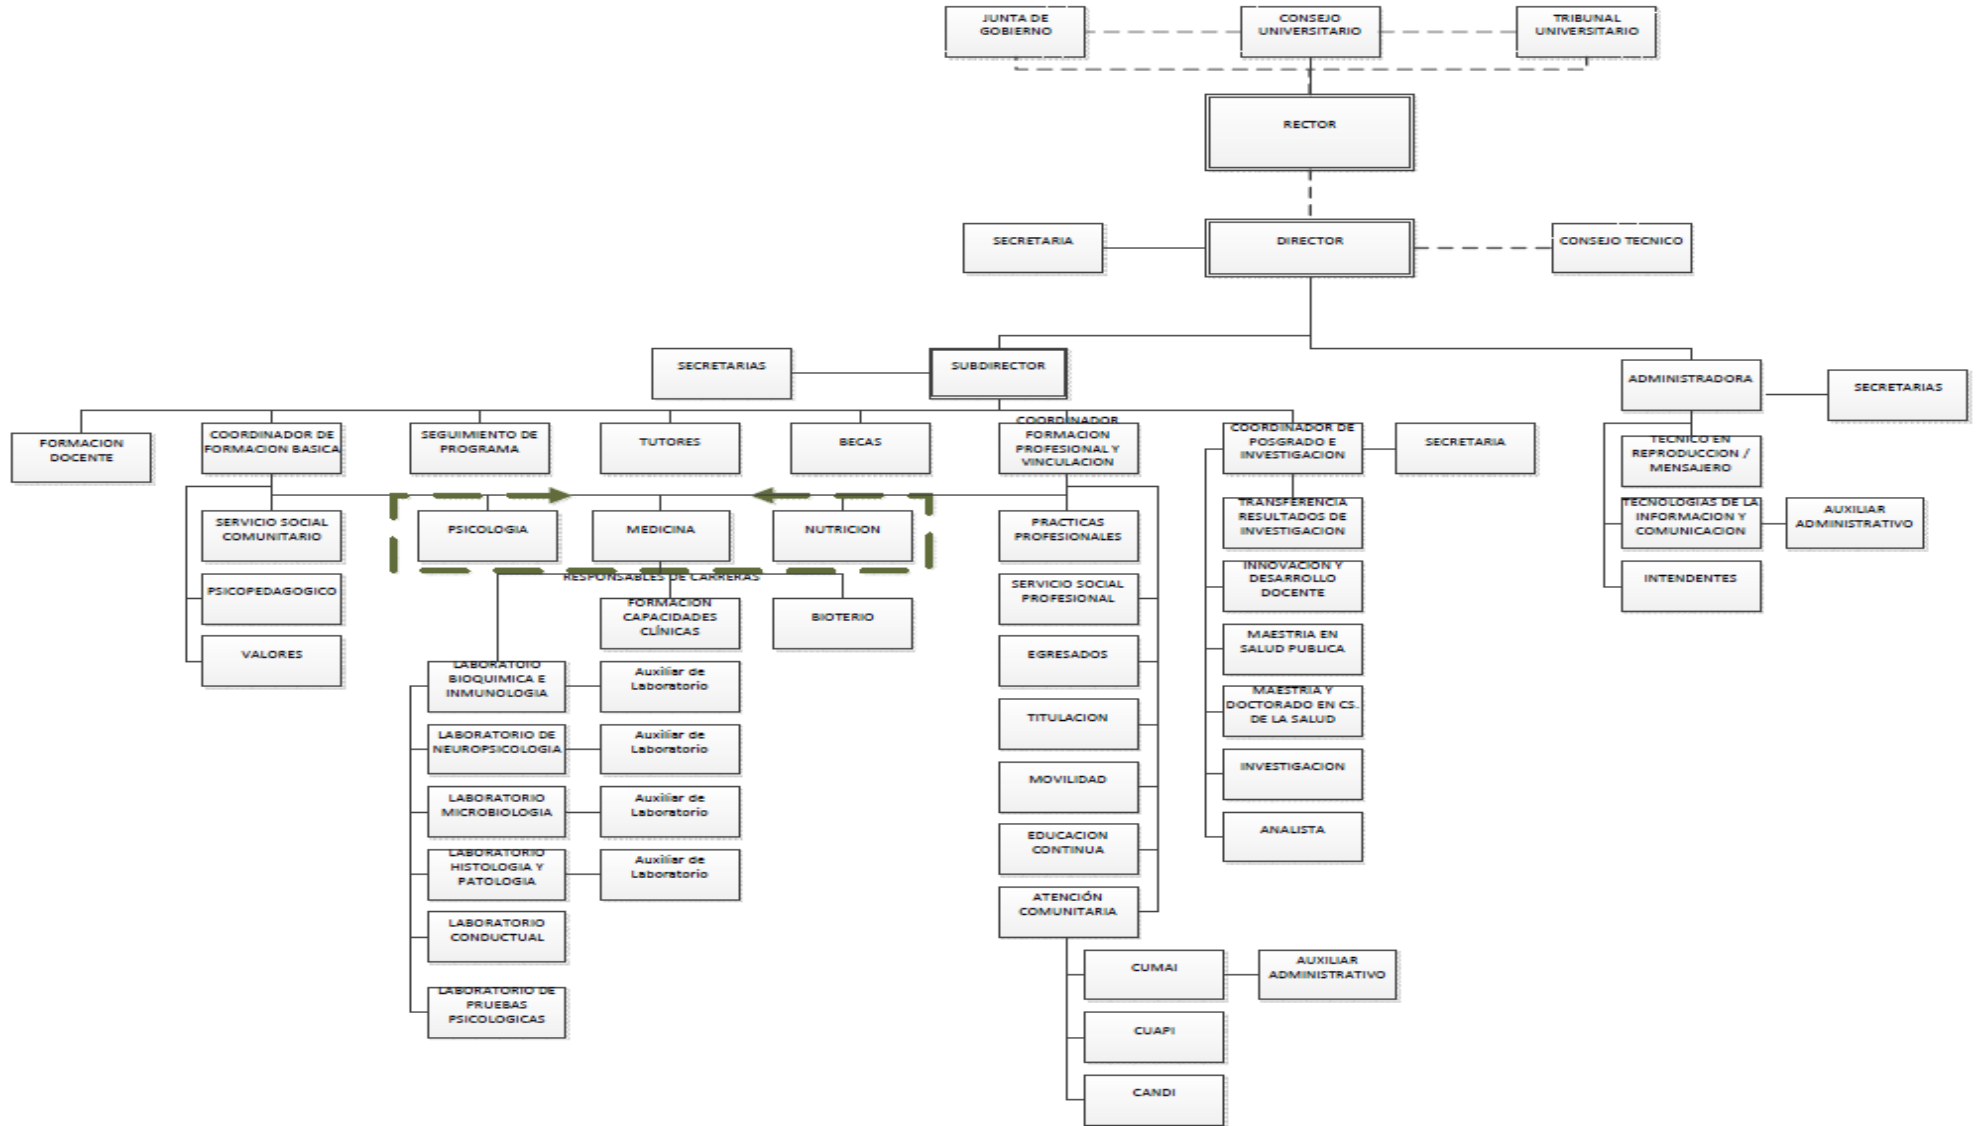 JUNTA DE
GOBIERNO
CONSEJO
UNIVERSITARIO
TRIBUNAL
UNIVERSITARIO
RECTOR
SECRETARIA
DIRECTOR
CONSEJO TECNICO
SECRETARIAS
SUBDIRECTOR
ADMINISTRADORA
SECRETARIAS
FORMACION
DOCENTE
COORDINADOR DE
FORMACION BASICA
SEGUIMIENTO DE
PROGRAMA
TUTORES
BECAS
COORDINADOR
FORMACION
PROFESIONAL Y
VINCULACION
COORDINADOR DE
POSGRADO E
INVESTIGACION
SECRETARIA
TECNICO EN
REPRODUCCION /
MENSAJERO
SERVICIO SOCIAL
COMUNITARIO
PSICOLOGIA
MEDICINA
NUTRICION
PRACTICAS
PROFESIONALES
TRANSFERENCIA
RESULTADOS DE
INVESTIGACION
TECNOLOGIAS DE LA
INFORMACION Y
COMUNICACION
AUXILIAR
ADMINISTRATIVO
RESPONSABLES DE CARRERAS
PSICOPEDAGOGICO
FORMACION
CAPACIDADES
CLÍNICAS
BIOTERIO
SERVICIO SOCIAL
PROFESIONAL
INNOVACION Y
DESARROLLO
DOCENTE
INTENDENTES
VALORES
LABORATOIO
BIOQUIMICA E
INMUNOLOGIA
Auxiliar de
Laboratorio
EGRESADOS
MAESTRIA EN
SALUD PUBLICA
LABORATORIO DE
NEUROPSICOLOGIA
Auxiliar de
Laboratorio
TITULACION
MAESTRIA Y
DOCTORADO EN CS.
DE LA SALUD
LABORATORIO
MICROBIOLOGIA
Auxiliar de
Laboratorio
MOVILIDAD
INVESTIGACION
LABORATORIO
HISTOLOGIA Y
PATOLOGIA
Auxiliar de
Laboratorio
EDUCACION
CONTINUA
ANALISTA
LABORATORIO
CONDUCTUAL
ATENCIÓN
COMUNITARIA
LABORATORIO DE
PRUEBAS
PSICOLOGICAS
CUMAI
AUXILIAR
ADMINISTRATIVO
CUAPI
CANDI